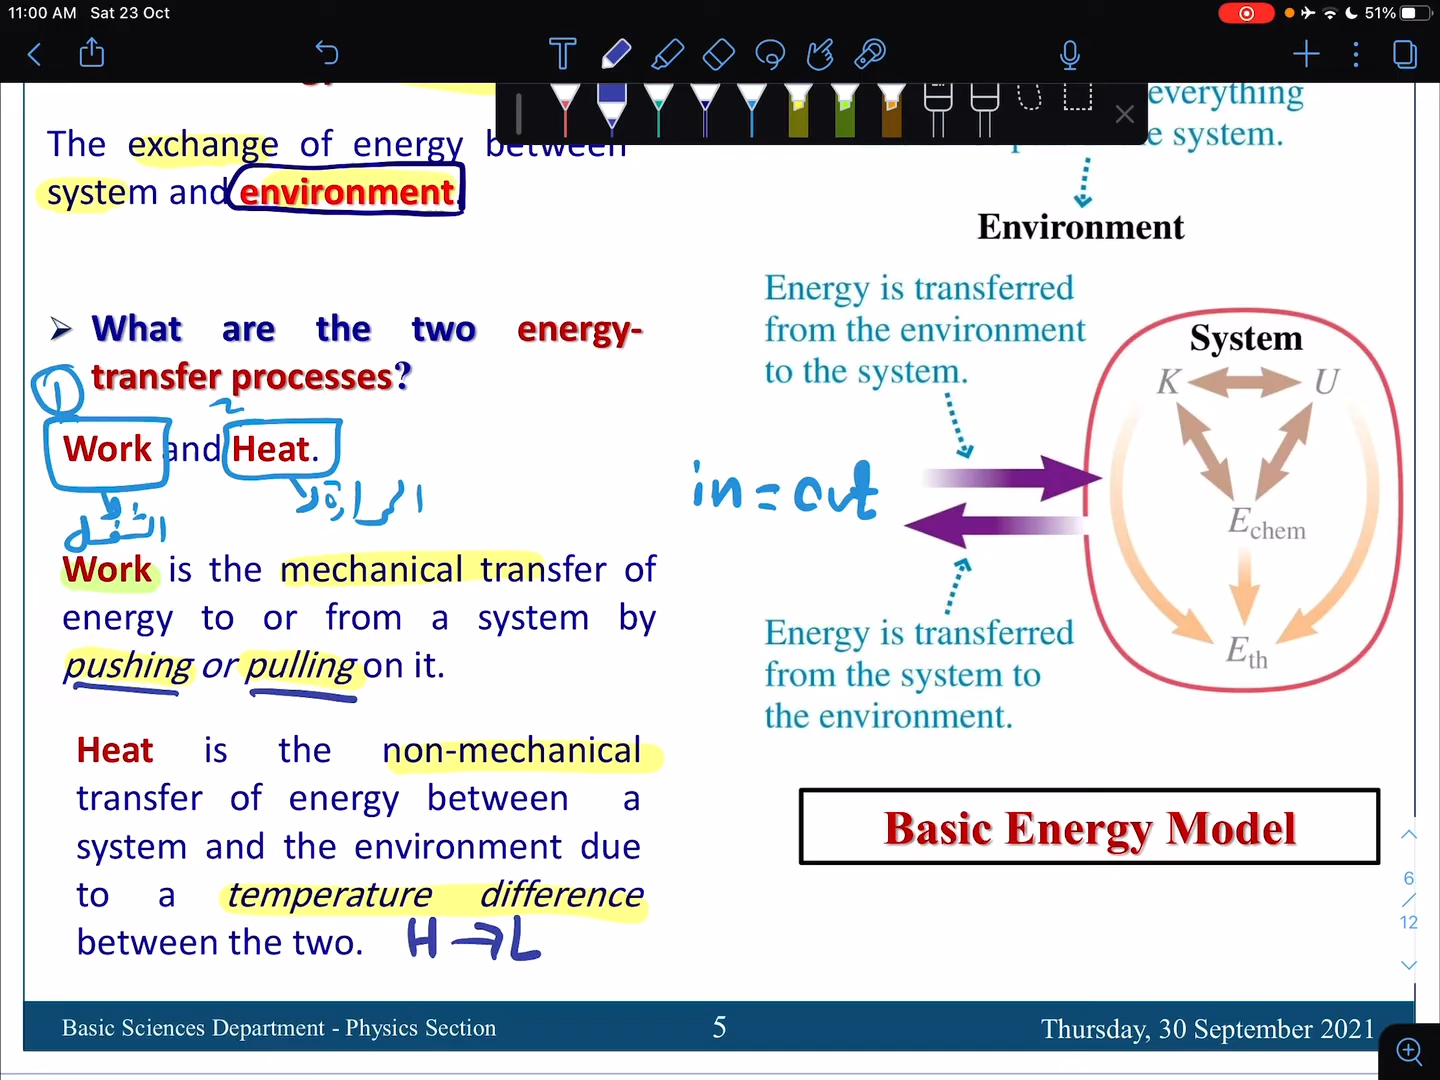 11:00 AM Sat 23 Oct
51%
The exchange of energy between
system and environment.
➢ What are the two energy-
transfer processes?
1
2
Work and Heat.
الشغل
الحرارة
Work is the mechanical transfer of
energy to or from a system by
pushing or pulling on it.
Heat is the non-mechanical
transfer of energy between a
system and the environment due
to a temperature difference
between the two.
H → L
everything
system.
Environment
Energy is transferred
from the environment
to the system.
in = out
System
K
U
Echem
Eth
Energy is transferred
from the system to
the environment.
Basic Energy Model
6
/
12
Basic Sciences Department - Physics Section
5
Thursday, 30 September 2021